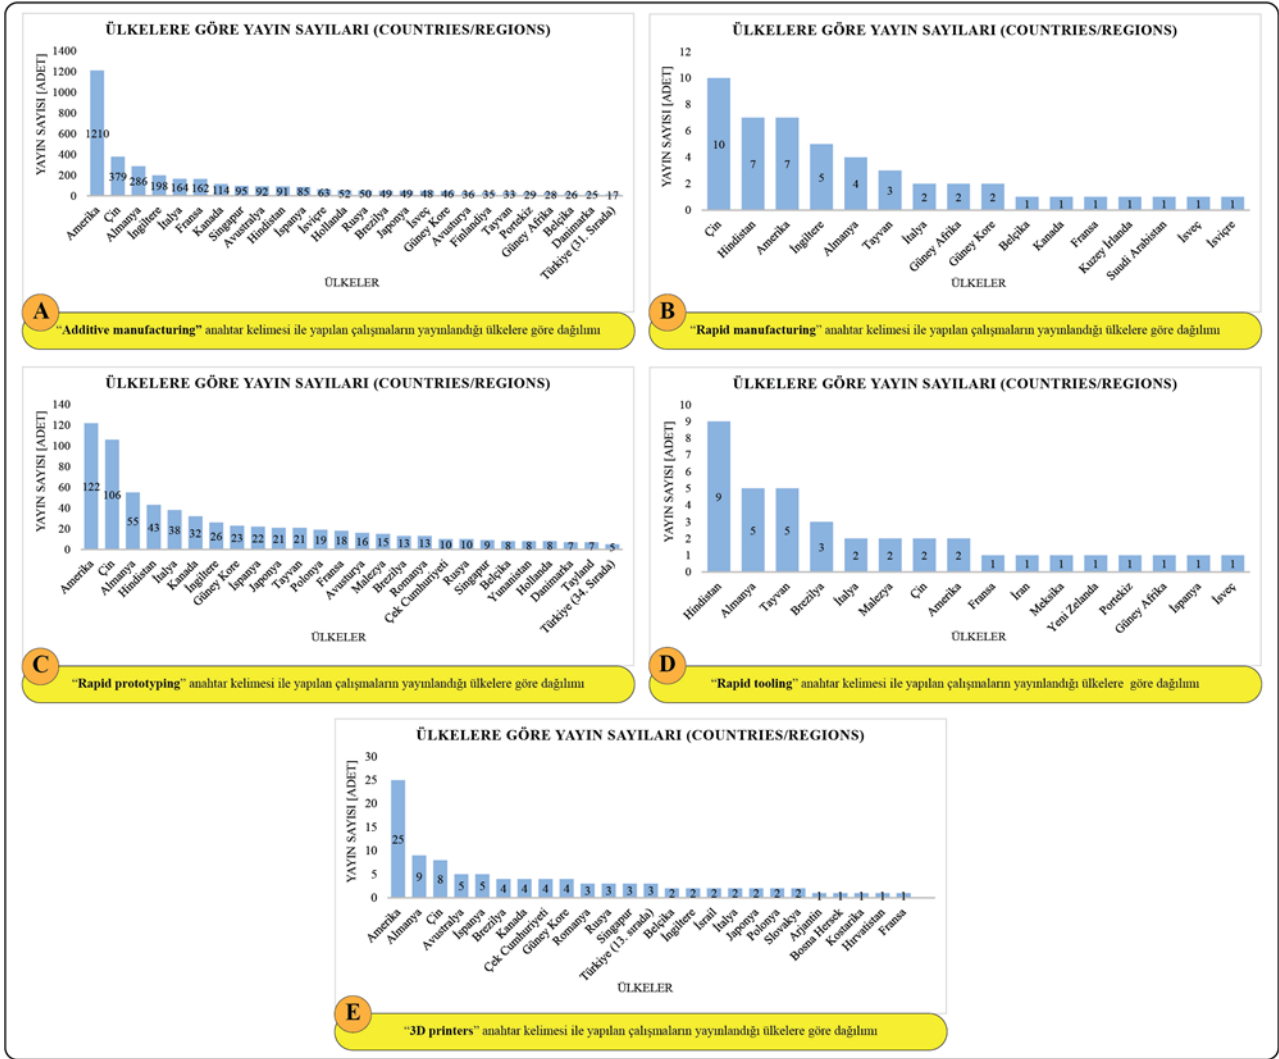 ÜLKELERE GÖRE YAYIN SAYILARI (COUNTRIES/REGIONS)
YAYIN SAYISI [ADET]
1400
1200
1000
800
600
400
200
0
1210 379 286 198 164 162 114 95 92 91 85 63 52 50 49 49 48 46 36 35 33 29 28 26 25 17
Amerika Çin Almanya İngiltere İtalya Fransa Kanada Singapur Avustralya Hindistan İspanya İsviçre Hollanda Rusya Brezilya Japonya İsveç Güney Kore Avusturya Finlandiya Tayvan Portekiz Güney Afrika Belçika Danimarka Türkiye (31. Sırada)
ÜLKELER
A
“Additive manufacturing” anahtar kelimesi ile yapılan çalışmaların yayınlandığı ülkelere göre dağılımı
ÜLKELERE GÖRE YAYIN SAYILARI (COUNTRIES/REGIONS)
YAYIN SAYISI [ADET]
12
10
8
6
4
2
0
10 7 7 5 4 3 2 2 2 1 1 1 1 1 1 1
Çin Hindistan Amerika İngiltere Almanya Tayvan İtalya Güney Afrika Güney Kore Belçika Kanada Fransa Kuzey İrlanda Suudi Arabistan İsveç İsviçre
ÜLKELER
B
“Rapid manufacturing” anahtar kelimesi ile yapılan çalışmaların yayınlandığı ülkelere göre dağılımı
ÜLKELERE GÖRE YAYIN SAYILARI (COUNTRIES/REGIONS)
YAYIN SAYISI [ADET]
140
120
100
80
60
40
20
0
122 106 55 43 38 32 26 23 22 21 21 19 18 16 15 13 13 10 10 9 8 8 8 7 7 5
Amerika Çin Almanya Hindistan İtalya Kanada İngiltere Güney Kore İspanya Japonya Tayvan Polonya Fransa Avusturya Malezya Brezilya Romanya Çek Cumhuriyeti Rusya Singapur Belçika Yunanistan Hollanda Danimarka Tayland Türkiye (34. Sırada)
ÜLKELER
C
“Rapid prototyping” anahtar kelimesi ile yapılan çalışmaların yayınlandığı ülkelere göre dağılımı
ÜLKELERE GÖRE YAYIN SAYILARI (COUNTRIES/REGIONS)
YAYIN SAYISI [ADET]
10
9
8
7
6
5
4
3
2
1
0
9 5 5 3 2 2 2 2 1 1 1 1 1 1 1 1
Hindistan Almanya Tayvan Brezilya İtalya Malezya Çin Amerika Fransa İran Meksika Yeni Zelanda Portekiz Güney Afrika İspanya İsveç
ÜLKELER
D
“Rapid tooling” anahtar kelimesi ile yapılan çalışmaların yayınlandığı ülkelere göre dağılımı
ÜLKELERE GÖRE YAYIN SAYILARI (COUNTRIES/REGIONS)
YAYIN SAYISI [ADET]
30
25
20
15
10
5
0
25 9 8 5 5 4 4 4 4 3 3 3 3 2 2 2 2 2 2 2 1 1 1 1 1
Amerika Almanya Çin Avustralya İspanya Brezilya Kanada Çek Cumhuriyeti Güney Kore Romanya Rusya Singapur Türkiye (13. sırada) Belçika İngiltere İsrail İtalya Japonya Polonya Slovakya Arjantin Bosna Hersek Kostarika Hırvatistan Fransa
ÜLKELER
E
“3D printers” anahtar kelimesi ile yapılan çalışmaların yayınlandığı ülkelere göre dağılımı